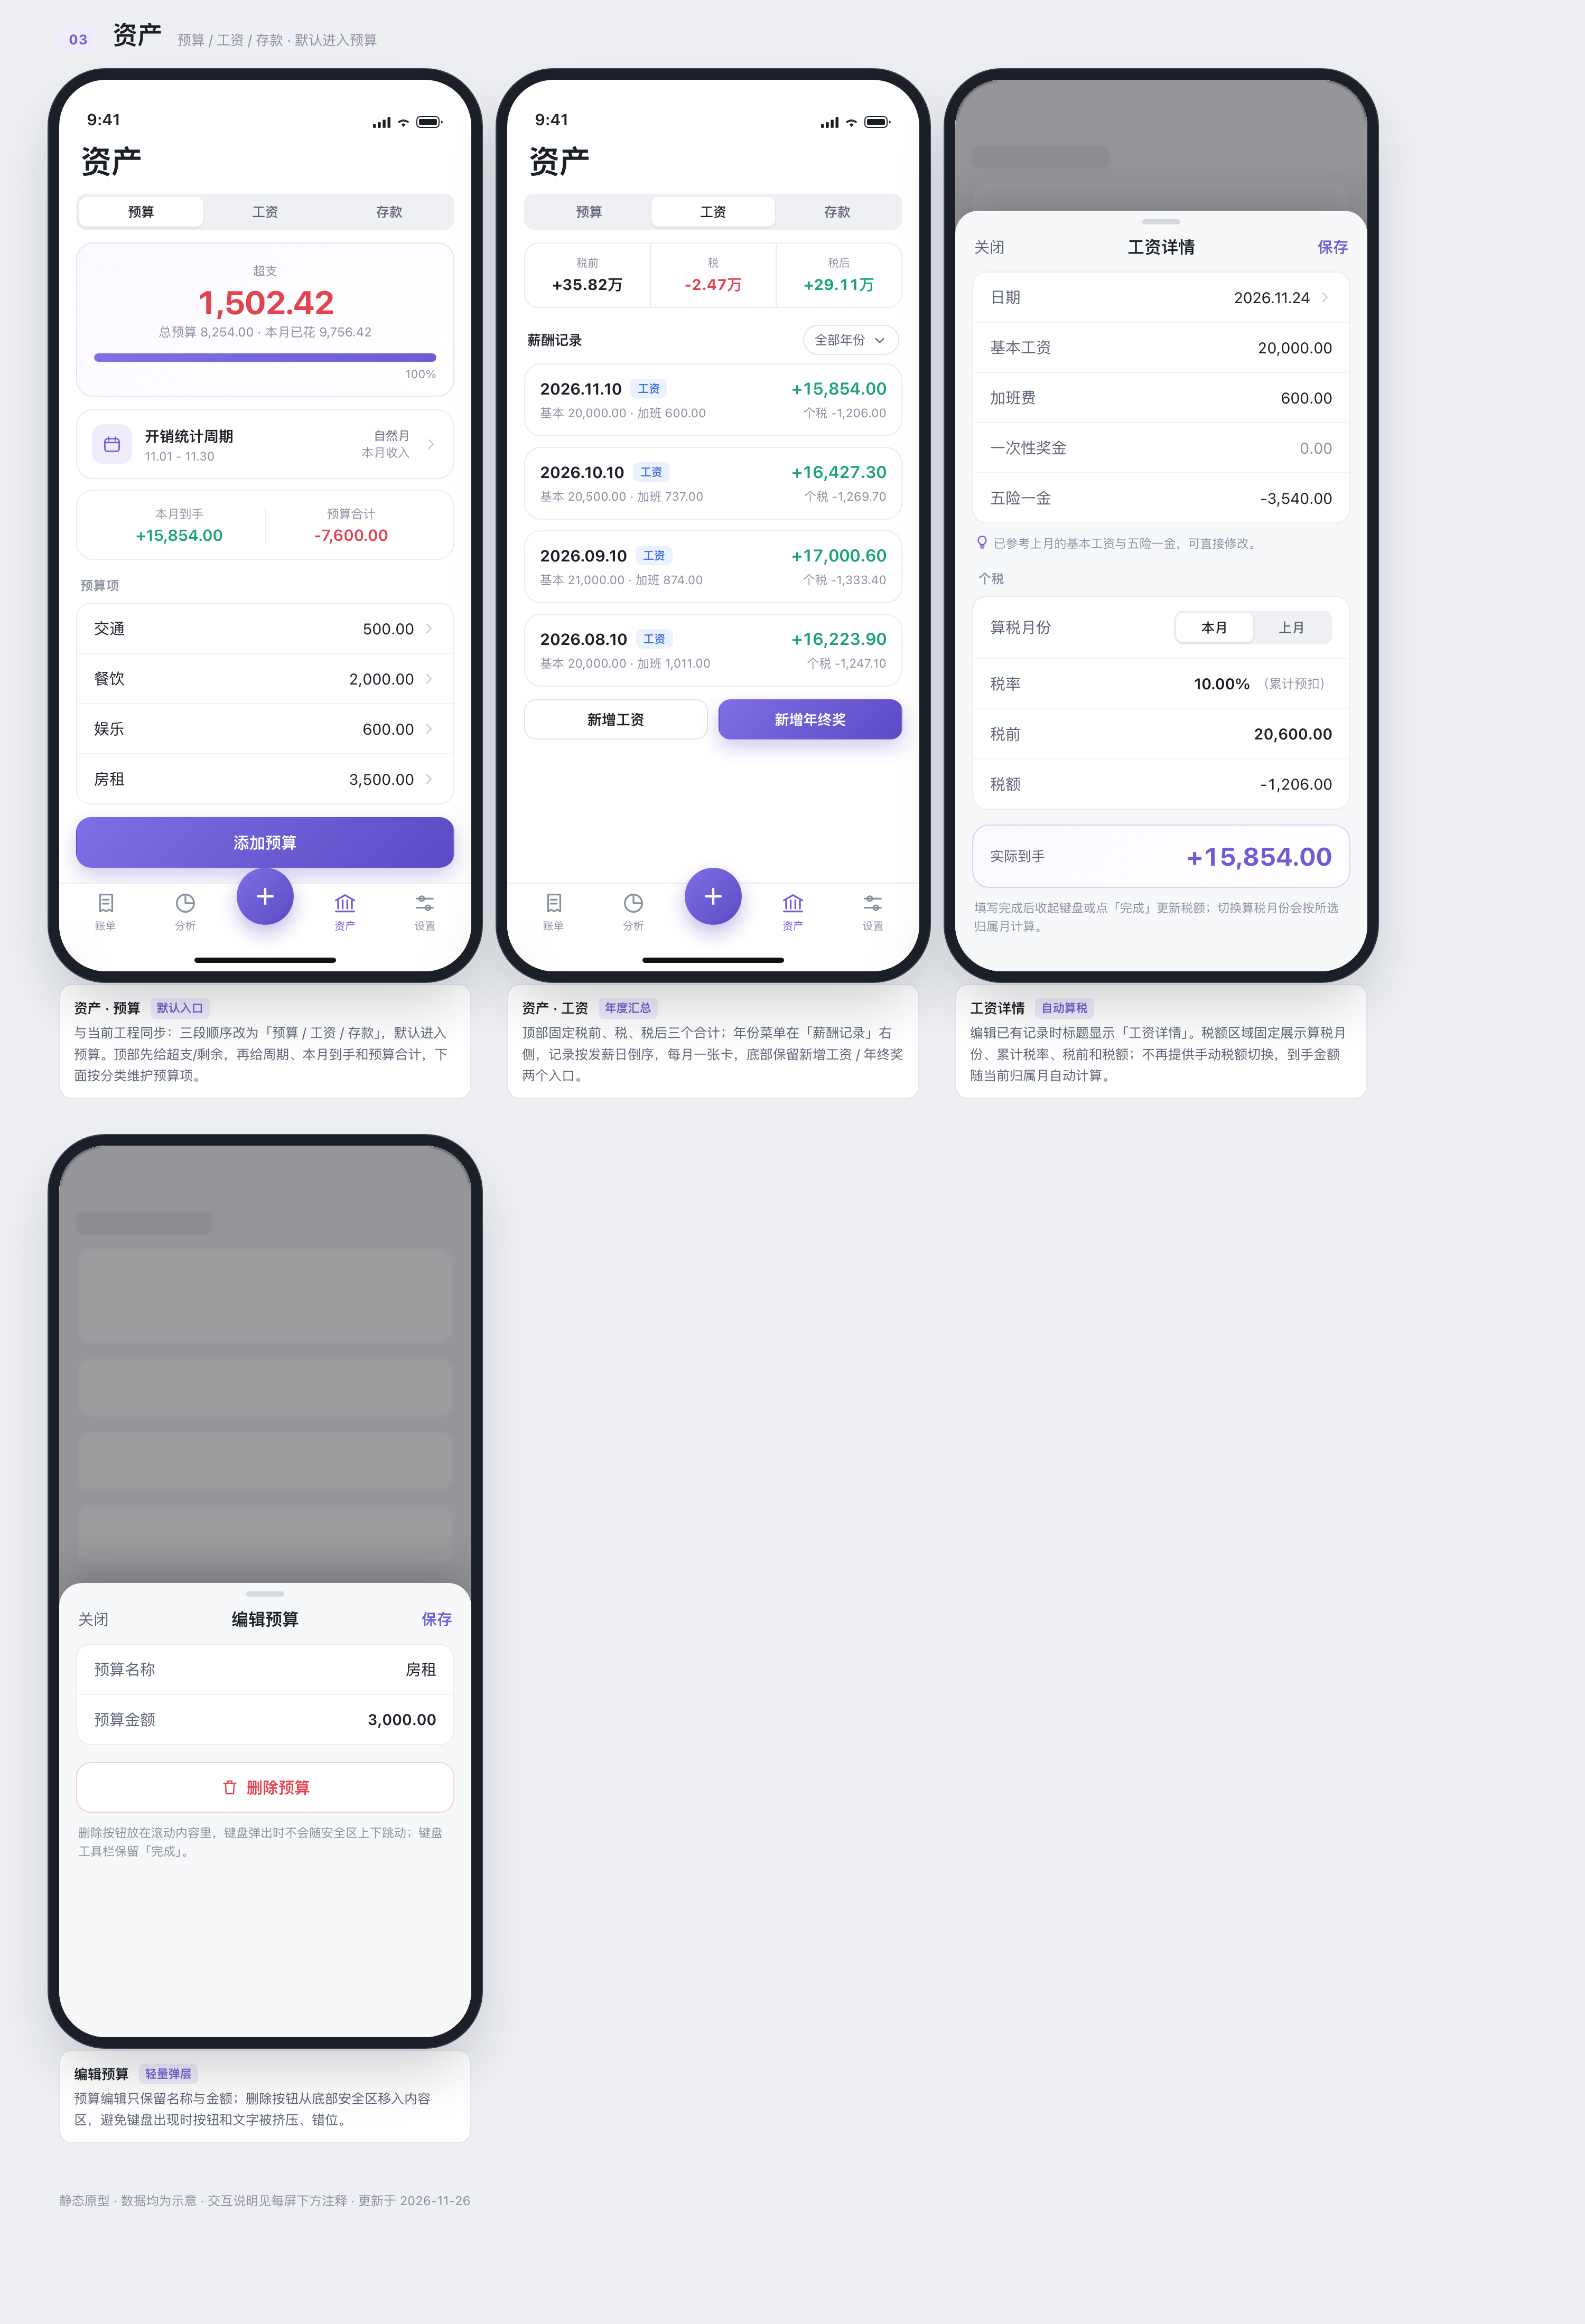 03 资产 预算 / 工资 / 存款 · 默认进入预算
9:41
资产
预算 工资 存款
超支
1,502.42
总预算 8,254.00 · 本月已花 9,756.42
100%
开销统计周期
11.01 - 11.30
自然月
本月收入
本月到手 预算合计
+15,854.00 -7,600.00
预算项
交通 500.00
餐饮 2,000.00
娱乐 600.00
房租 3,500.00
添加预算
账单 分析 资产 设置
资产 · 预算 默认入口
与当前工程同步：三段顺序改为「预算 / 工资 / 存款」，默认进入
预算。顶部先给超支/剩余，再给周期、本月到手和预算合计，下
面按分类维护预算项。
9:41
资产
预算 工资 存款
税前 税 税后
+35.82万 -2.47万 +29.11万
薪酬记录 全部年份
2026.11.10 工资 +15,854.00
基本 20,000.00 · 加班 600.00 个税 -1,206.00
2026.10.10 工资 +16,427.30
基本 20,500.00 · 加班 737.00 个税 -1,269.70
2026.09.10 工资 +17,000.60
基本 21,000.00 · 加班 874.00 个税 -1,333.40
2026.08.10 工资 +16,223.90
基本 20,000.00 · 加班 1,011.00 个税 -1,247.10
新增工资 新增年终奖
账单 分析 资产 设置
资产 · 工资 年度汇总
顶部固定税前、税、税后三个合计；年份菜单在「薪酬记录」右
侧，记录按发薪日倒序，每月一张卡，底部保留新增工资 / 年终奖
两个入口。
关闭 工资详情 保存
日期 2026.11.24
基本工资 20,000.00
加班费 600.00
一次性奖金 0.00
五险一金 -3,540.00
已参考上月的基本工资与五险一金，可直接修改。
个税
算税月份 本月 上月
税率 10.00% （累计预扣）
税前 20,600.00
税额 -1,206.00
实际到手 +15,854.00
填写完成后收起键盘或点「完成」更新税额；切换算税月份会按所选
归属月计算。
工资详情 自动算税
编辑已有记录时标题显示「工资详情」。税额区域固定展示算税月
份、累计税率、税前和税额；不再提供手动税额切换，到手金额
随当前归属月自动计算。
关闭 编辑预算 保存
预算名称 房租
预算金额 3,000.00
删除预算
删除按钮放在滚动内容里，键盘弹出时不会随安全区上下跳动；键盘
工具栏保留「完成」。
编辑预算 轻量弹层
预算编辑只保留名称与金额；删除按钮从底部安全区移入内容
区，避免键盘出现时按钮和文字被挤压、错位。
静态原型 · 数据均为示意 · 交互说明见每屏下方注释 · 更新于 2026-11-26